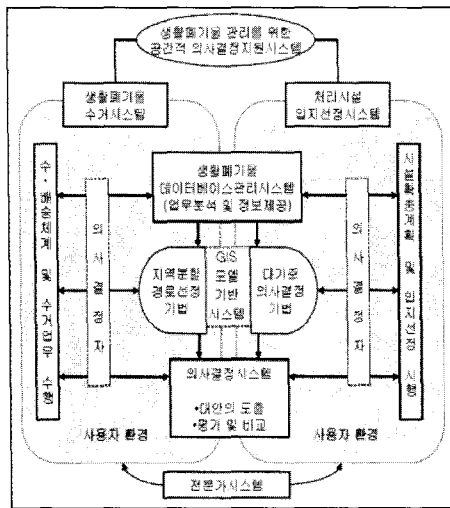 생활폐기물 관리를 위한
공간적 의사결정지원시스템
생활폐기물
수거시스템
처리시설
입지선정시스템
생활폐기물
데이터베이스관리시스템
(업무분석 및 정보제공)
수·배출체계 및 수거업무 수행
의사결정자
지역분할
경로선정
기법
GIS
모델
기반
시스템
다기준
의사결정
기법
의사결정자
시설확충계획 및 입지선정 시행
의사결정시스템
•대안의 도출
•평가 및 비교
사용자 환경
사용자 환경
전문가시스템